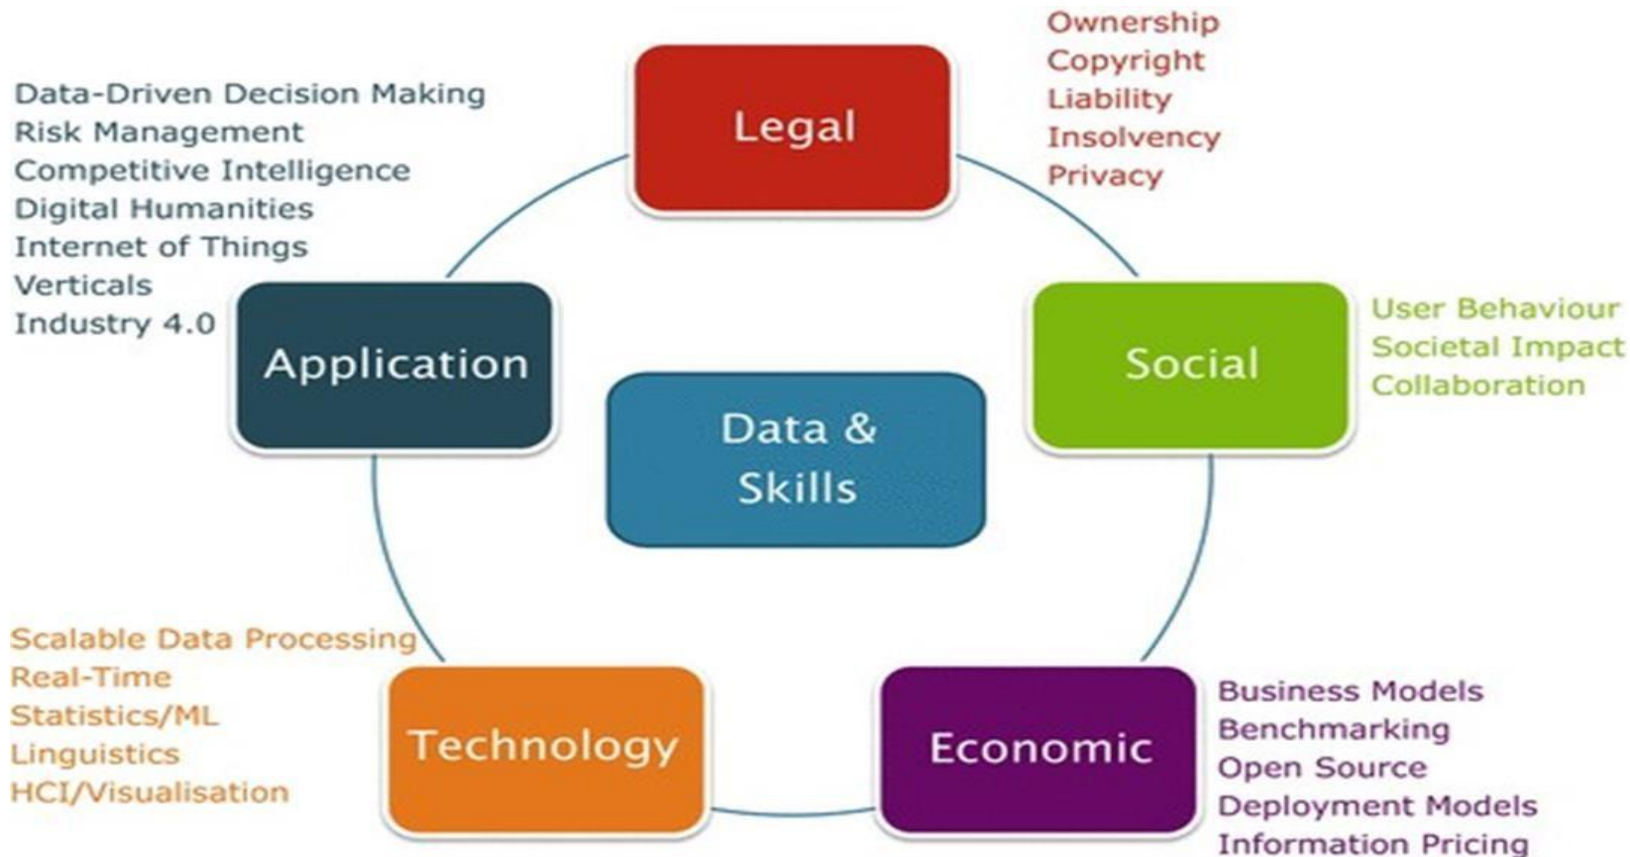 Legal
Ownership
Copyright
Liability
Insolvency
Privacy
Data-Driven Decision Making
Risk Management
Competitive Intelligence
Digital Humanities
Internet of Things
Verticals
Industry 4.0
Application
Social
User Behaviour
Societal Impact
Collaboration
Data &
Skills
Scalable Data Processing
Real-Time
Statistics/ML
Linguistics
HCI/Visualisation
Technology
Economic
Business Models
Benchmarking
Open Source
Deployment Models
Information Pricing